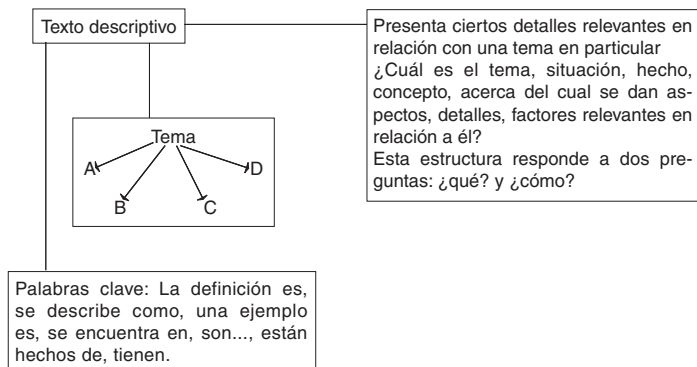 Texto descriptivo
Presenta ciertos detalles relevantes en
relación con una tema en particular
¿Cuál es el tema, situación, hecho,
concepto, acerca del cual se dan as-
pectos, detalles, factores relevantes en
relación a él?
Esta estructura responde a dos pre-
guntas: ¿qué? y ¿cómo?
Tema
A
D
B
C
Palabras clave: La definición es,
se describe como, una ejemplo
es, se encuentra en, son..., están
hechos de, tienen.